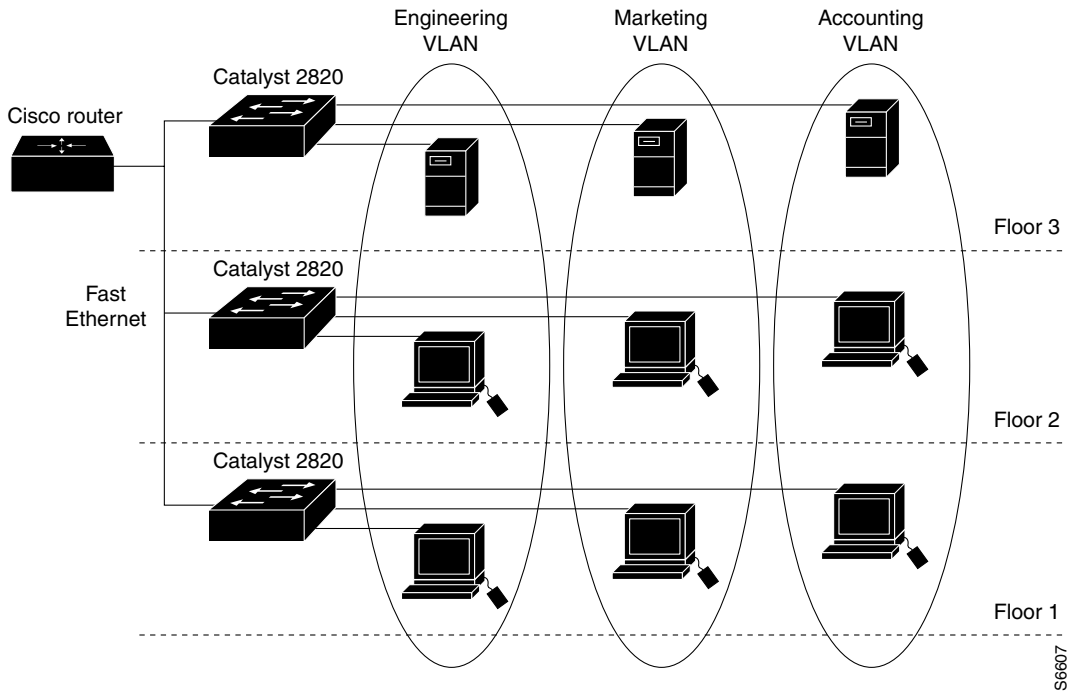 Engineering
VLAN
Marketing
VLAN
Accounting
VLAN
Catalyst 2820
Cisco router
Floor 3
Catalyst 2820
Fast
Ethernet
Floor 2
Catalyst 2820
Floor 1
S6607